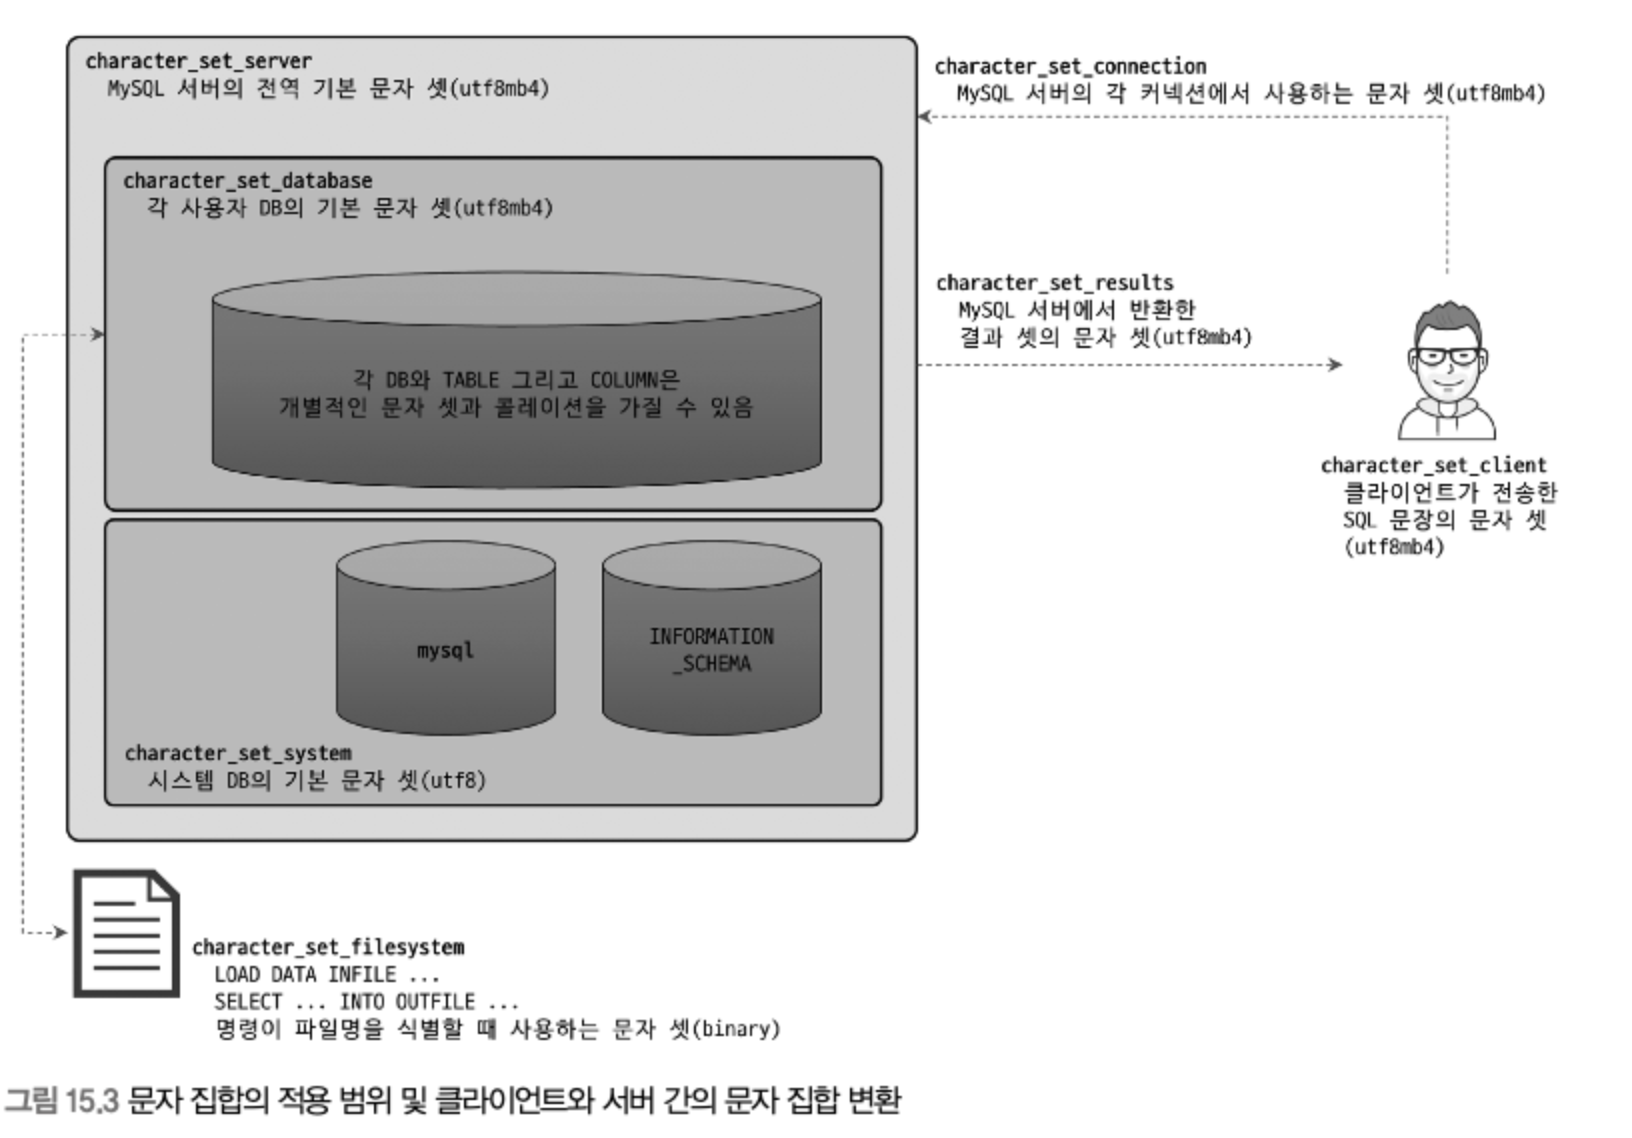 character_set_server
MySQL 서버의 전역 기본 문자 셋(utf8mb4)
character_set_database
각 사용자 DB의 기본 문자 셋(utf8mb4)
각 DB와 TABLE 그리고 COLUMN은
개별적인 문자 셋과 콜레이션을 가질 수 있음
mysql
INFORMATION
_SCHEMA
character_set_system
시스템 DB의 기본 문자 셋(utf8)
character_set_connection
MySQL 서버의 각 커넥션에서 사용하는 문자 셋(utf8mb4)
character_set_results
MySQL 서버에서 반환한
결과 셋의 문자 셋(utf8mb4)
character_set_client
클라이언트가 전송한
SQL 문장의 문자 셋
(utf8mb4)
character_set_filesystem
LOAD DATA INFILE ...
SELECT ... INTO OUTFILE ...
명령이 파일명을 식별할 때 사용하는 문자 셋(binary)
그림 15.3 문자 집합의 적용 범위 및 클라이언트와 서버 간의 문자 집합 변환